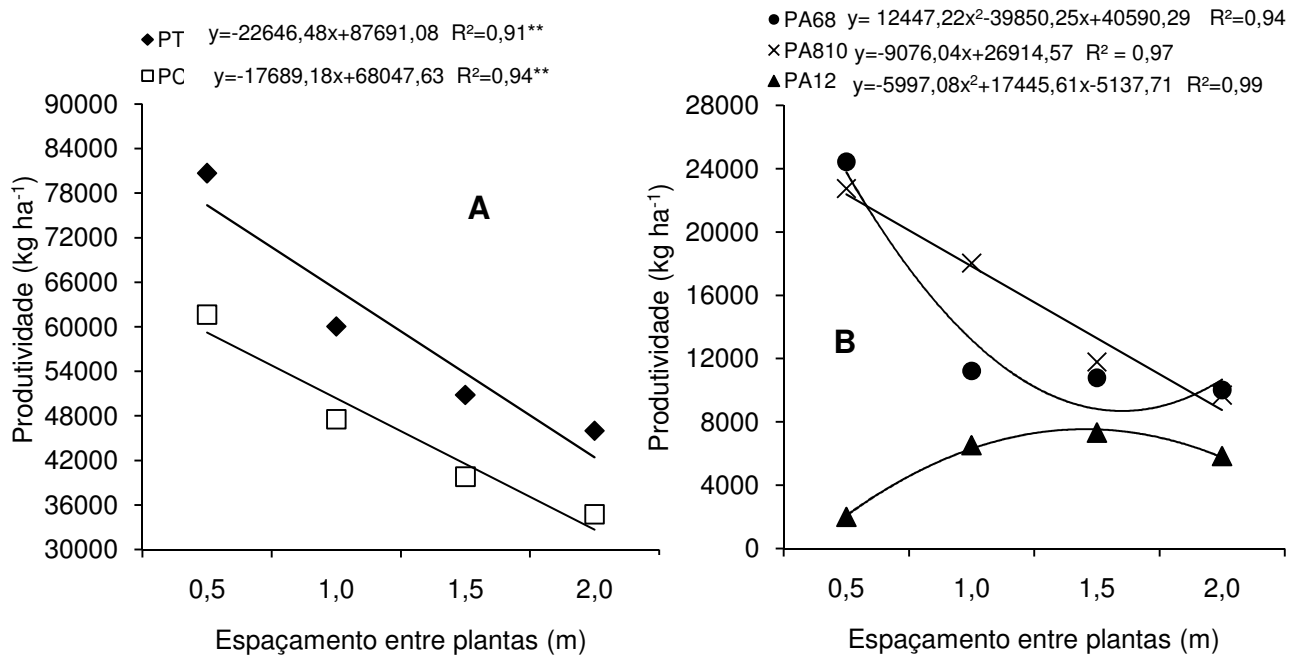 ◆ PT y=-22646,48x+87691,08 R²=0,91**
□ PC y=-17689,18x+68047,63 R²=0,94**
90000
84000
78000
72000
66000
60000
54000
48000
42000
36000
30000
Produtividade (kg ha⁻¹)
A
0,5 1,0 1,5 2,0
Espaçamento entre plantas (m)
● PA68 y= 12447,22x²-39850,25x+40590,29 R²=0,94
× PA810 y=-9076,04x+26914,57 R² = 0,97
▲ PA12 y=-5997,08x²+17445,61x-5137,71 R²=0,99
28000
24000
20000
16000
12000
8000
4000
0
Produtividade (kg ha⁻¹)
B
0,5 1,0 1,5 2,0
Espaçamento entre plantas (m)